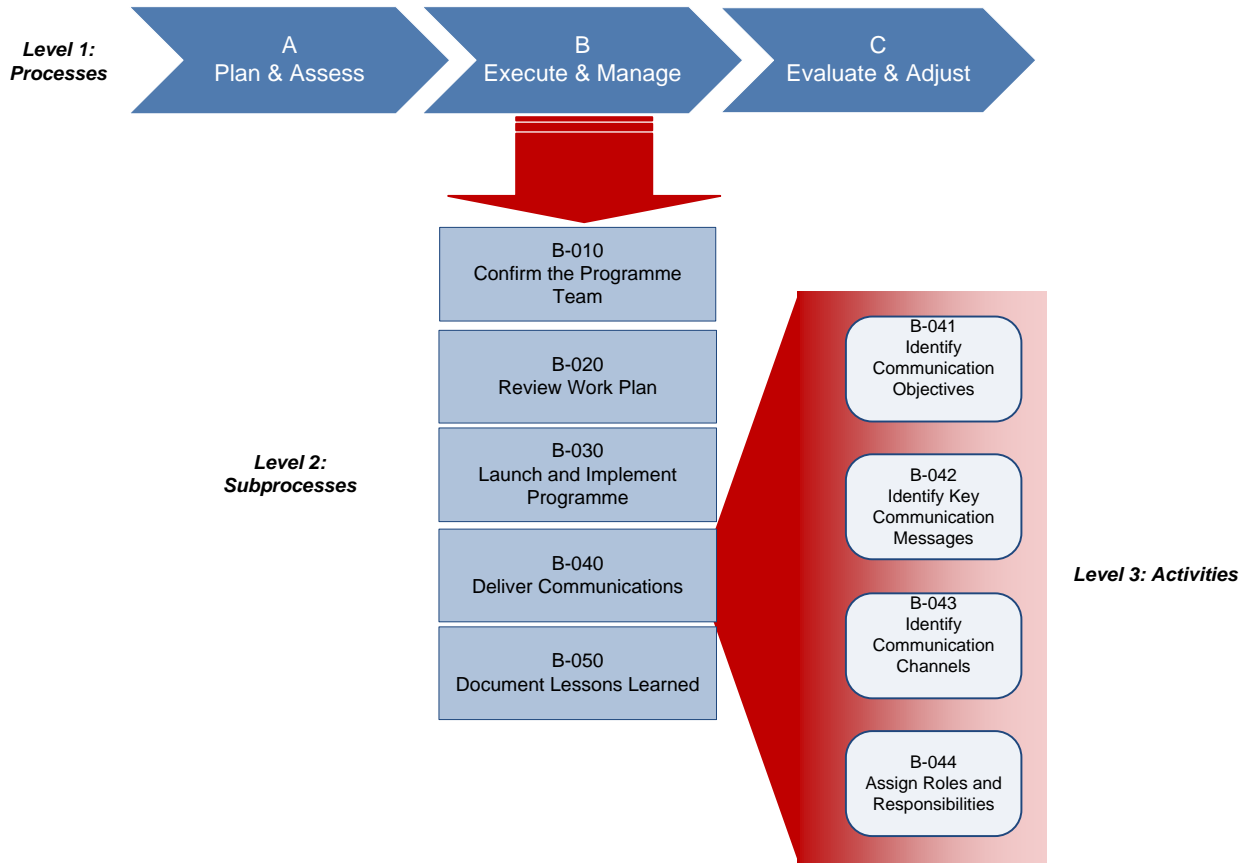 Level 1:
Processes
A
Plan & Assess
B
Execute & Manage
C
Evaluate & Adjust
B-010
Confirm the Programme
Team
B-020
Review Work Plan
Level 2:
Subprocesses
B-030
Launch and Implement
Programme
B-040
Deliver Communications
B-050
Document Lessons Learned
B-041
Identify
Communication
Objectives
B-042
Identify Key
Communication
Messages
B-043
Identify
Communication
Channels
B-044
Assign Roles and
Responsibilities
Level 3: Activities